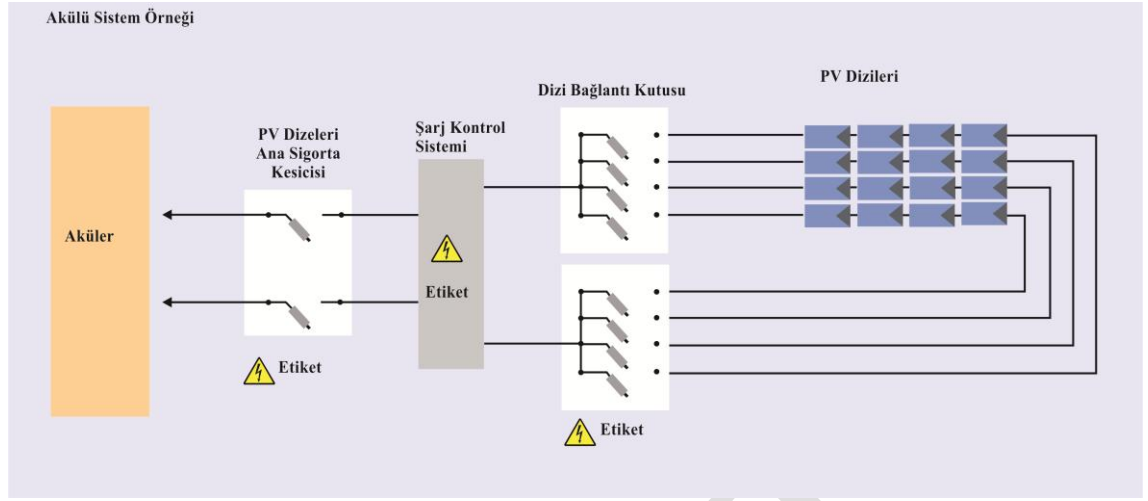 Akülü Sistem Örneği
PV Dizileri
Dizi Bağlantı Kutusu
Şarj Kontrol
Sistemi
PV Dizeleri
Ana Sigorta
Kesicisi
Aküler
Etiket
Etiket
Etiket